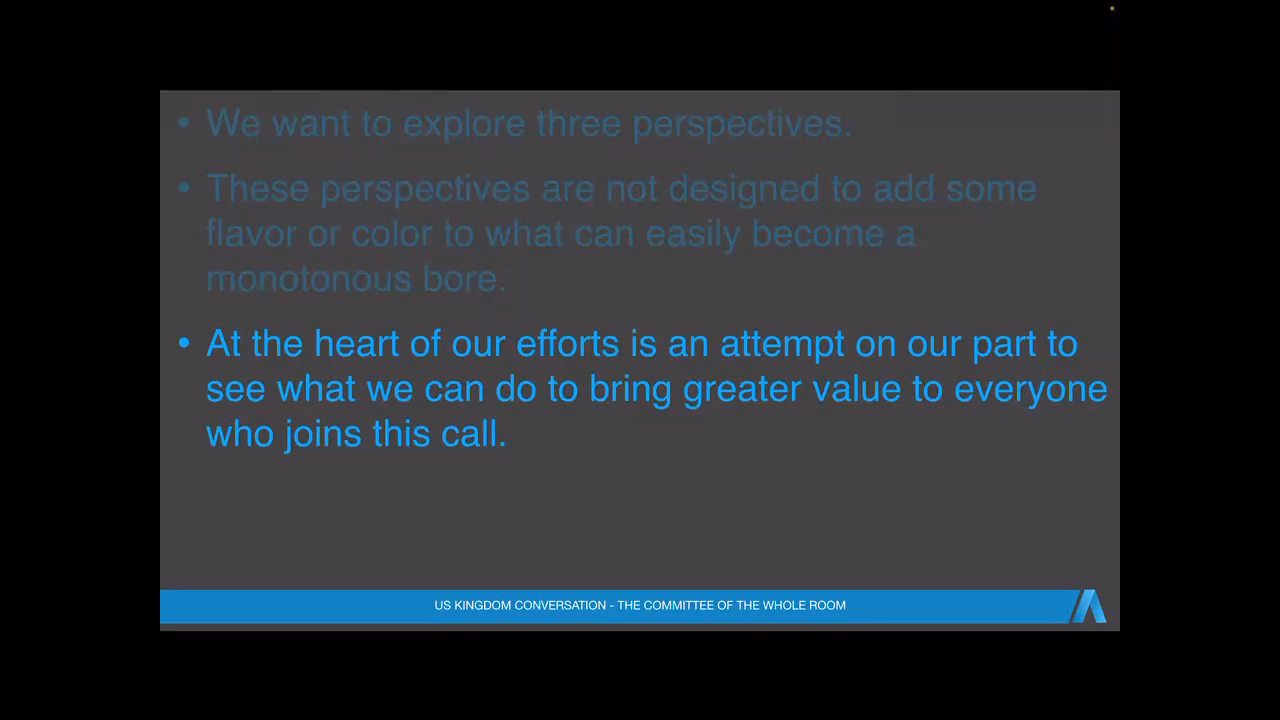 • We want to explore three perspectives.
• These perspectives are not designed to add some
flavor or color to what can easily become a
monotonous bore.
• At the heart of our efforts is an attempt on our part to
see what we can do to bring greater value to everyone
who joins this call.
US KINGDOM CONVERSATION - THE COMMITTEE OF THE WHOLE ROOM